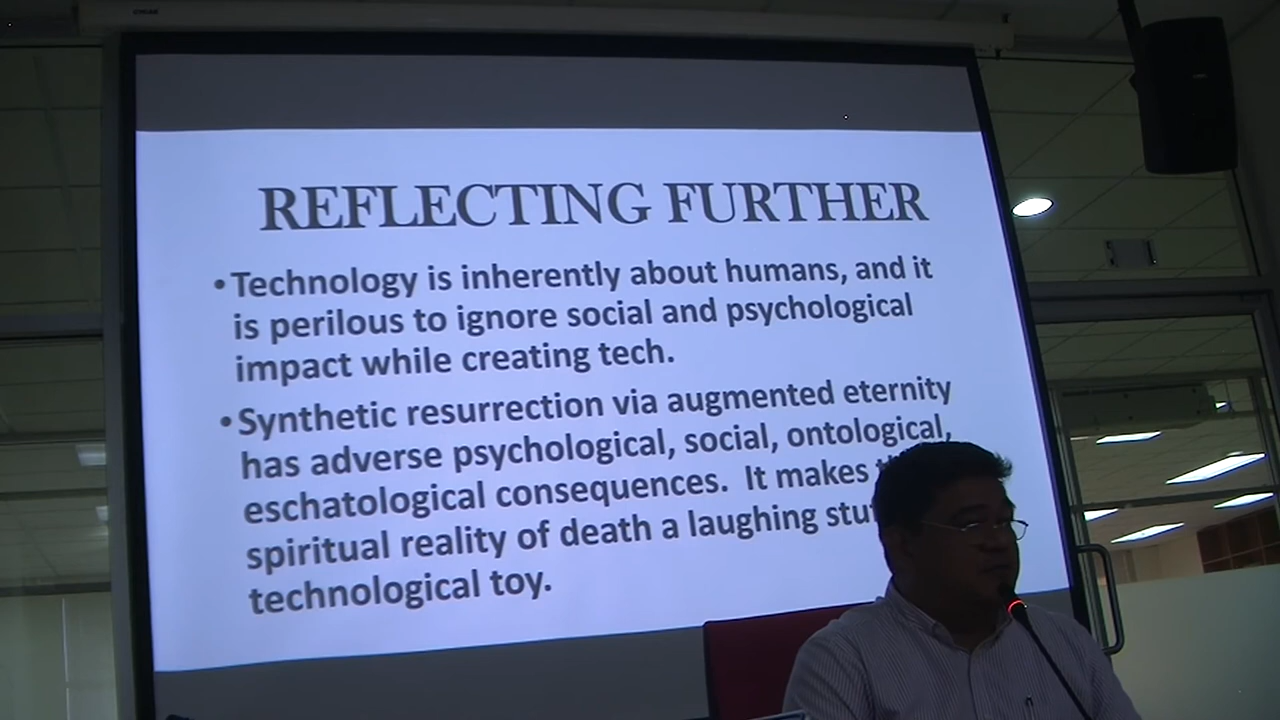 REFLECTING FURTHER
• Technology is inherently about humans, and it
is perilous to ignore social and psychological
impact while creating tech.
• Synthetic resurrection via augmented eternity
has adverse psychological, social, ontological,
eschatological consequences. It makes
spiritual reality of death a laughing
technological toy.